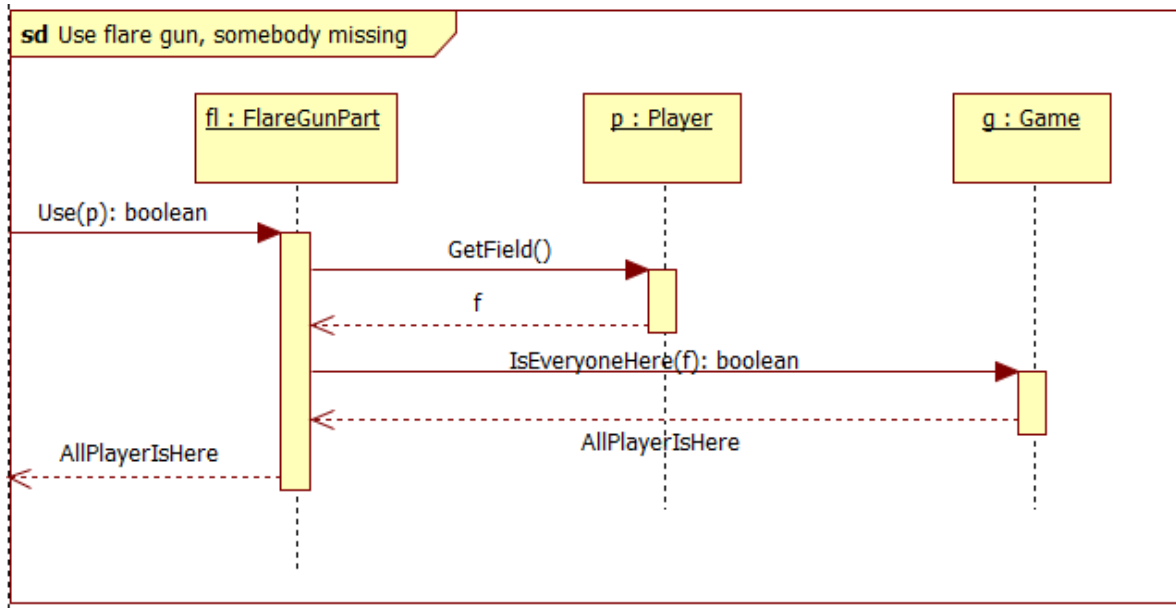 sd Use flare gun, somebody missing
fl : FlareGunPart
p : Player
g : Game
Use(p): boolean
GetField()
f
IsEveryoneHere(f): boolean
AllPlayerIsHere
AllPlayerIsHere